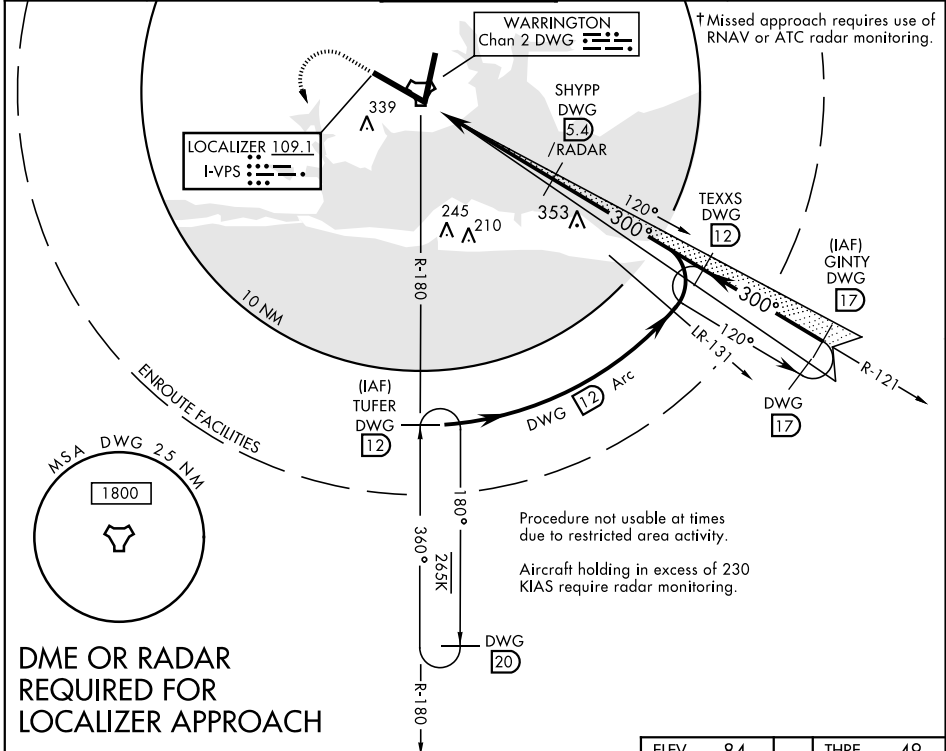 WARRINGTON
Chan 2 DWG
†Missed approach requires use of
RNAV or ATC radar monitoring.
339
LOCALIZER 109.1
I-VPS
SHYPP
DWG
5.4
/RADAR
245
210
353
120°
300°
TEXXS
DWG
12
(IAF)
GINTY
DWG
17
300°
120°
LR-131
R-121
R-180
10 NM
ENROUTE FACILITIES
(IAF)
TUFER
DWG
12
DWG 12 Arc
DWG
17
MSA DWG 25 NM
1800
360°
180°
265K
Procedure not usable at times
due to restricted area activity.
Aircraft holding in excess of 230
KIAS require radar monitoring.
DWG
20
R-180
DME OR RADAR
REQUIRED FOR
LOCALIZER APPROACH
ELEV 84
THRE 49